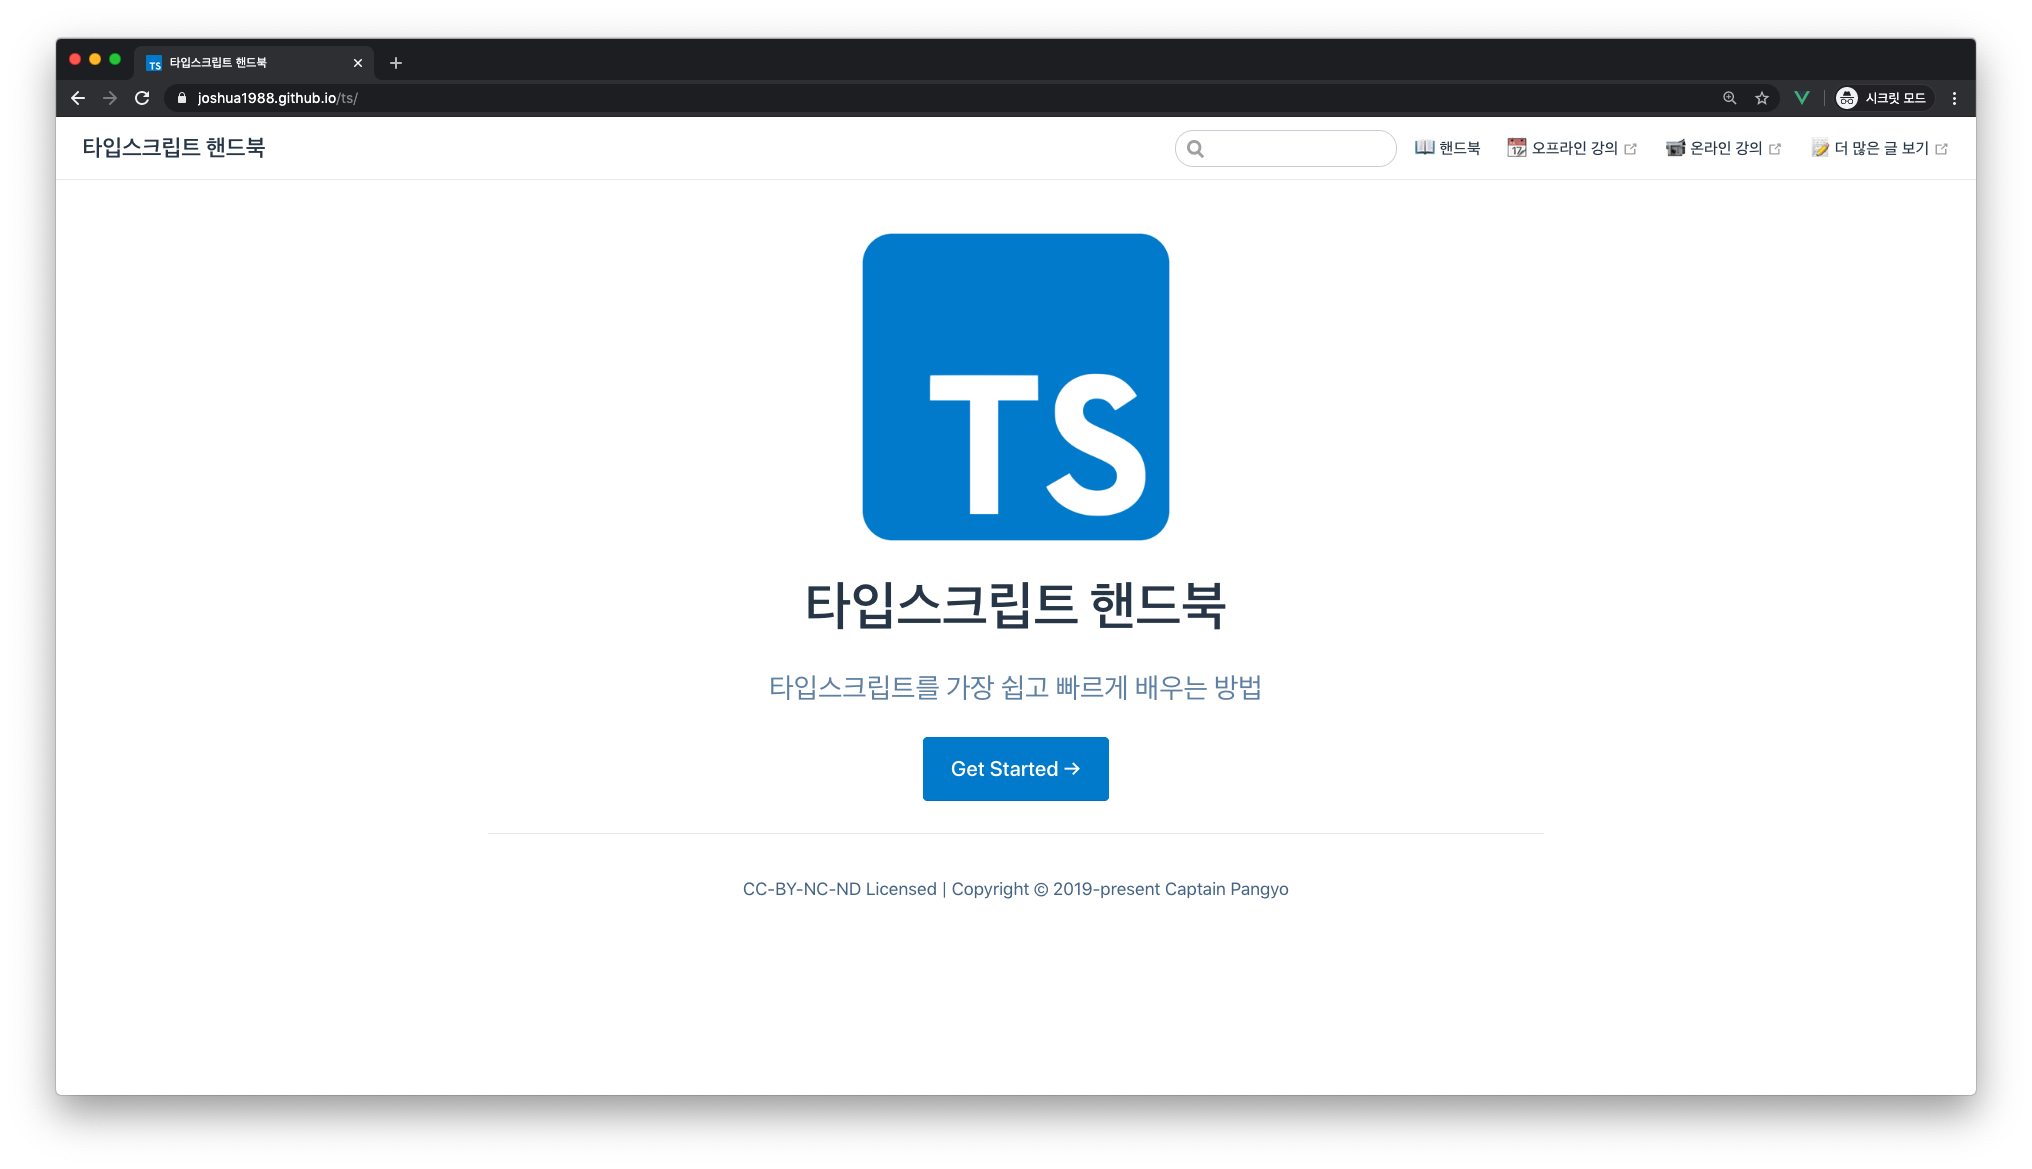 TS 타입스크립트 핸드북
joshua1988.github.io/ts/
시크릿 모드
타입스크립트 핸드북
핸드북 오프라인 강의 온라인 강의 더 많은 글 보기
TS
타입스크립트 핸드북
타입스크립트를 가장 쉽고 빠르게 배우는 방법
Get Started →
CC-BY-NC-ND Licensed | Copyright © 2019-present Captain Pangyo